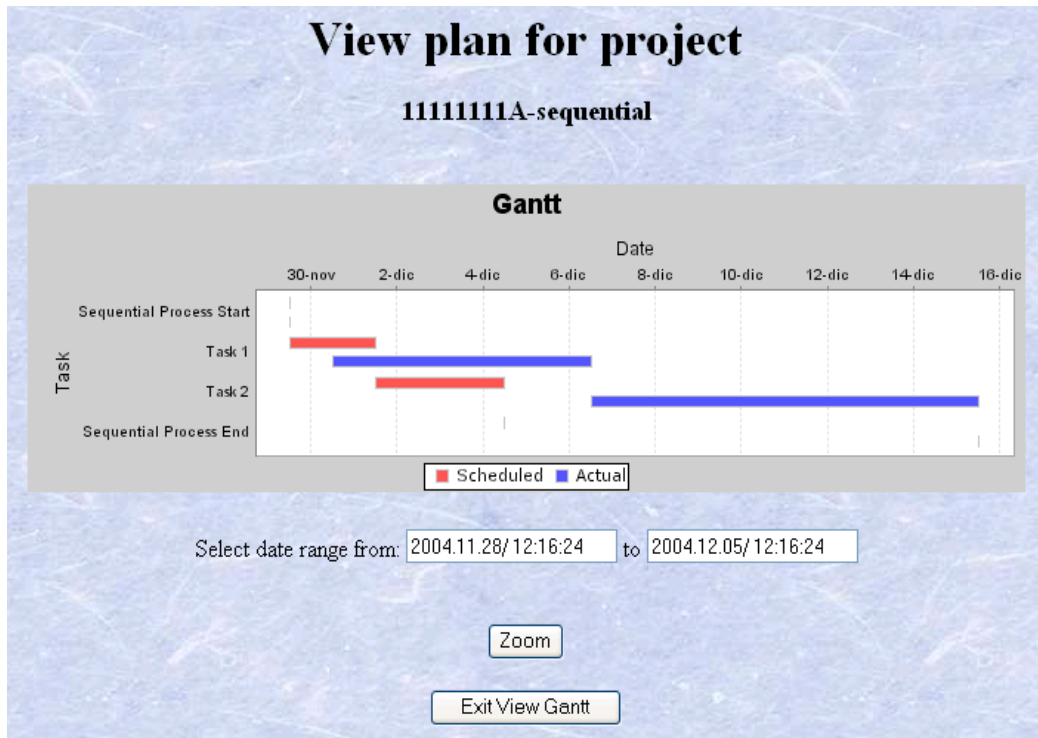 View plan for project
11111111A-sequential
Gantt
Date
30-nov 2-dic 4-dic 6-dic 8-dic 10-dic 12-dic 14-dic 16-dic
Task
Sequential Process Start
Task 1
Task 2
Sequential Process End
Scheduled Actual
Select date range from: 2004.11.28/ 12:16:24 to 2004.12.05/ 12:16:24
Zoom
Exit View Gantt